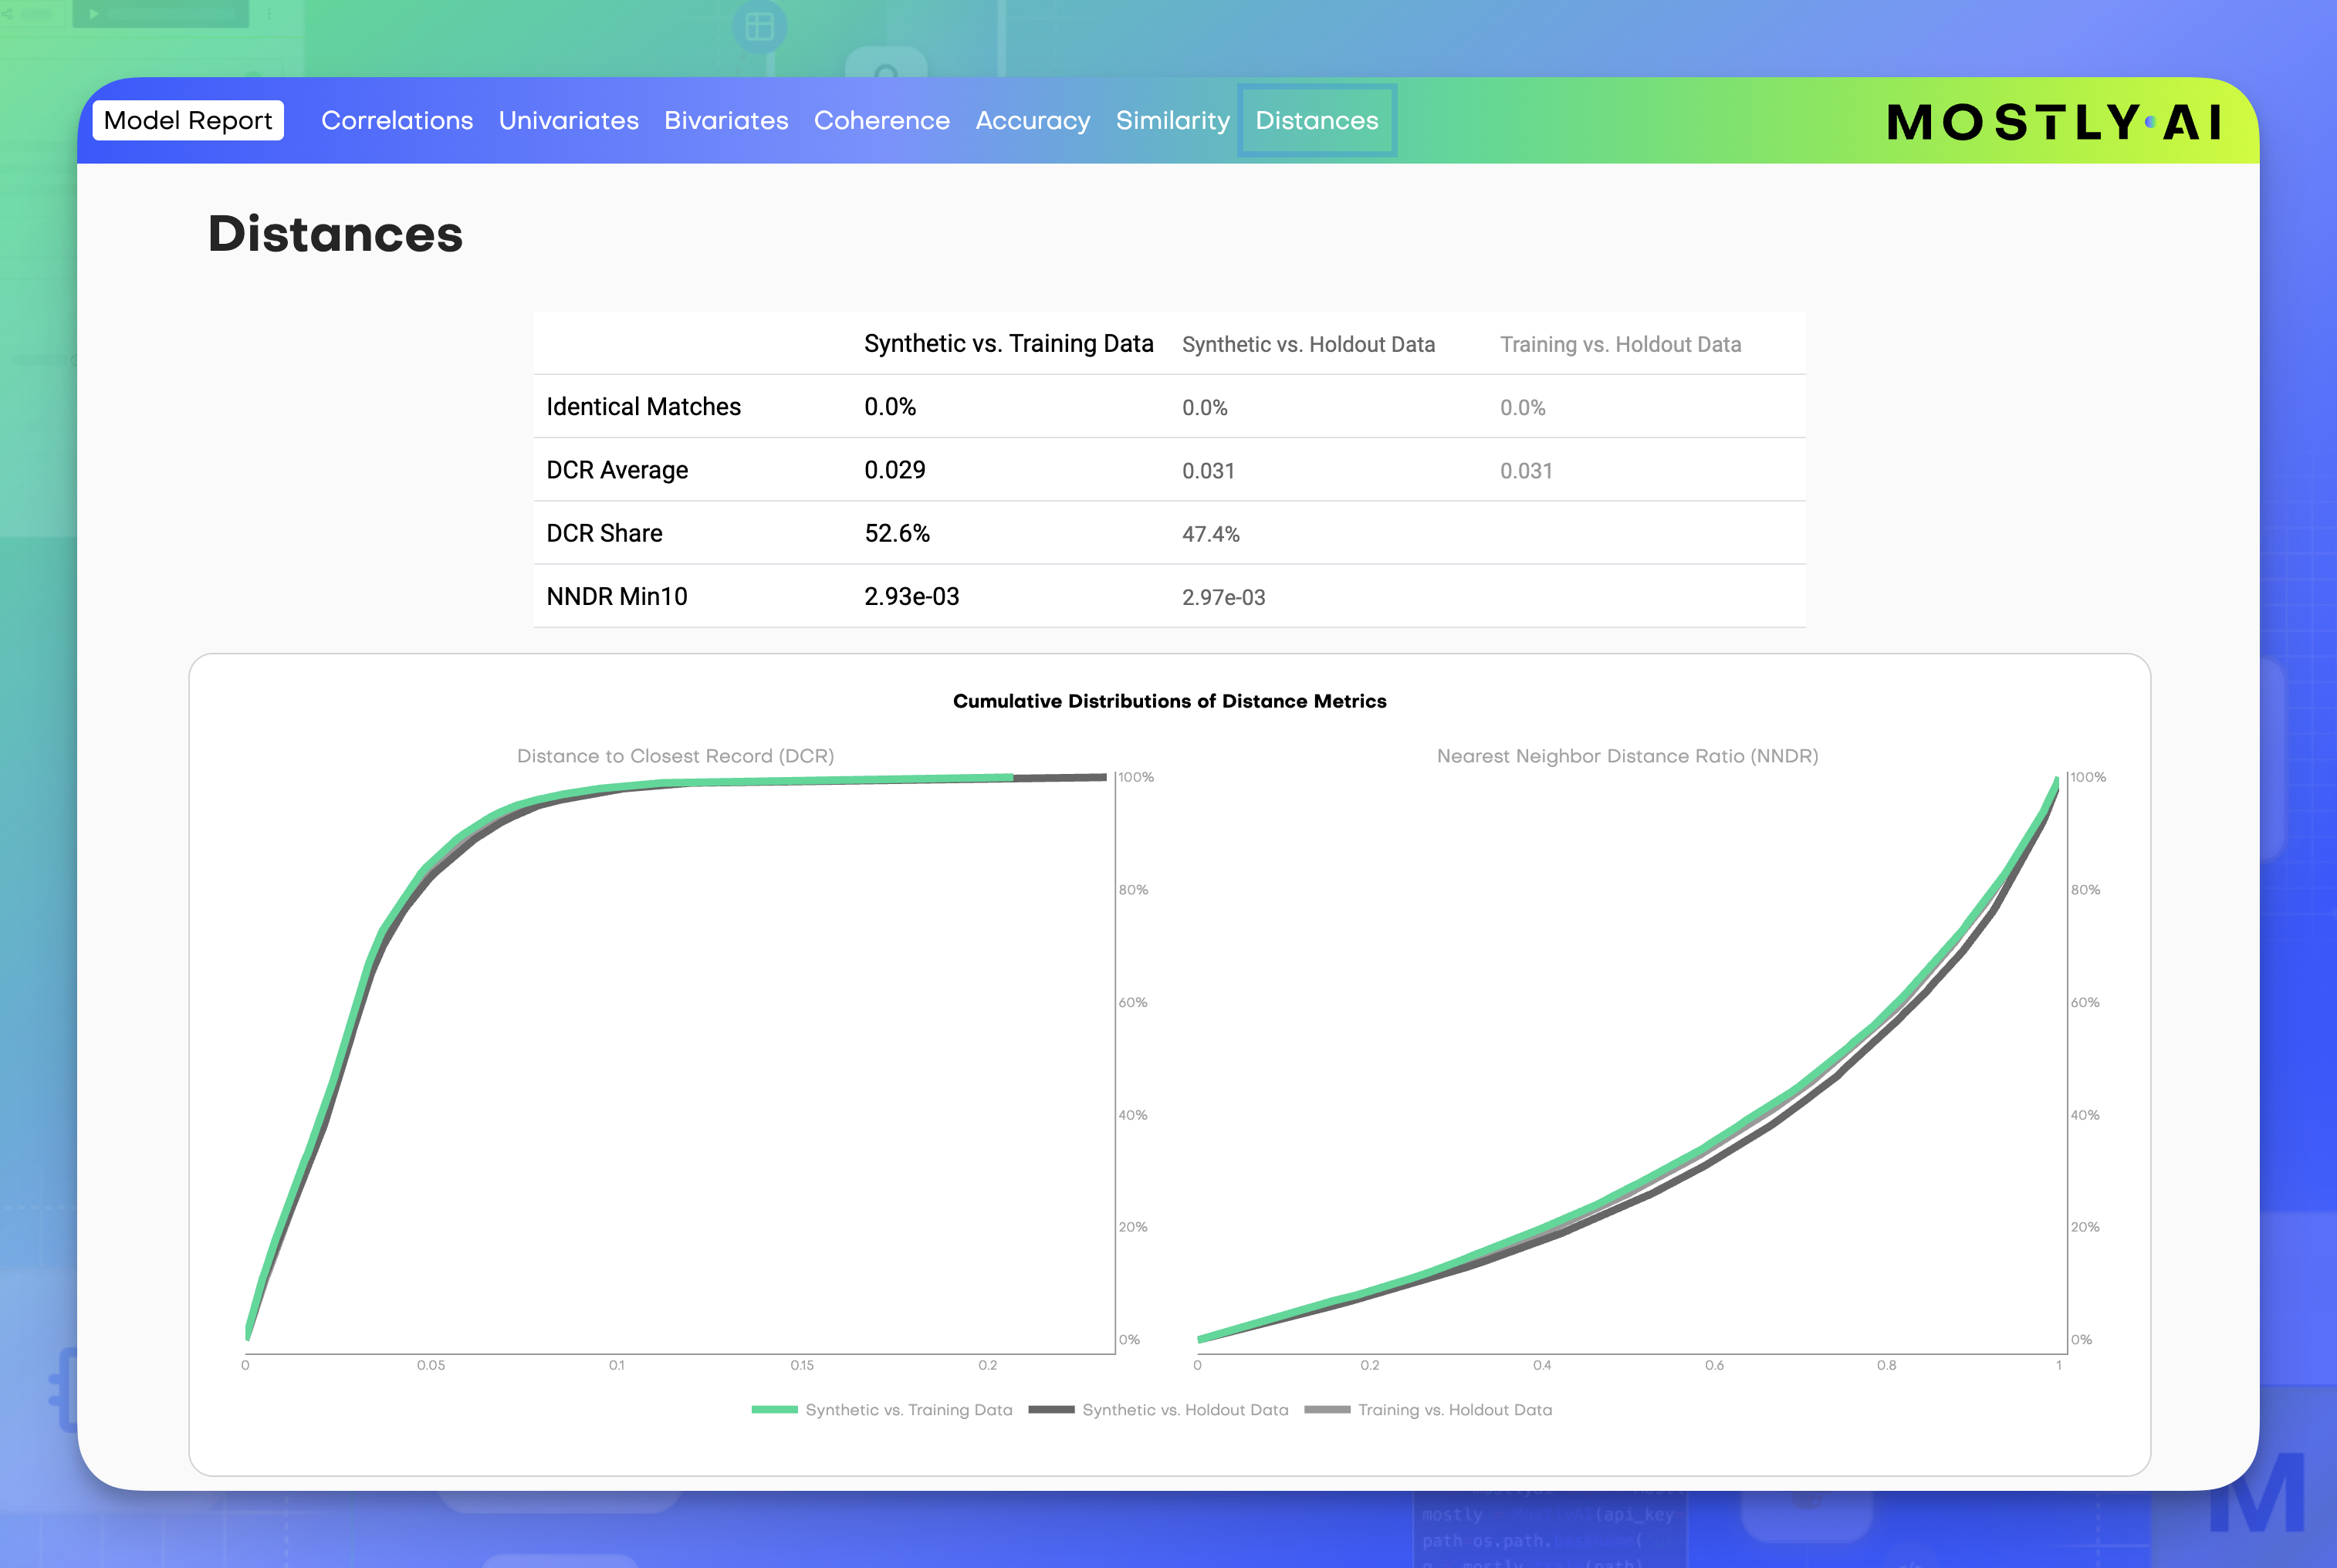 Model Report Correlations Univariates Bivariates Coherence Accuracy Similarity Distances MOSTLY·AI
Distances
Synthetic vs. Training Data Synthetic vs. Holdout Data Training vs. Holdout Data
Identical Matches 0.0% 0.0% 0.0%
DCR Average 0.029 0.031 0.031
DCR Share 52.6% 47.4%
NNDR Min10 2.93e-03 2.97e-03
Cumulative Distributions of Distance Metrics
Distance to Closest Record (DCR)
100%
80%
60%
40%
20%
0%
0 0.05 0.1 0.15 0.2
Nearest Neighbor Distance Ratio (NNDR)
100%
80%
60%
40%
20%
0%
0 0.2 0.4 0.6 0.8 1
Synthetic vs. Training Data Synthetic vs. Holdout Data Training vs. Holdout Data
mostly (api_key
path os.path. (
M